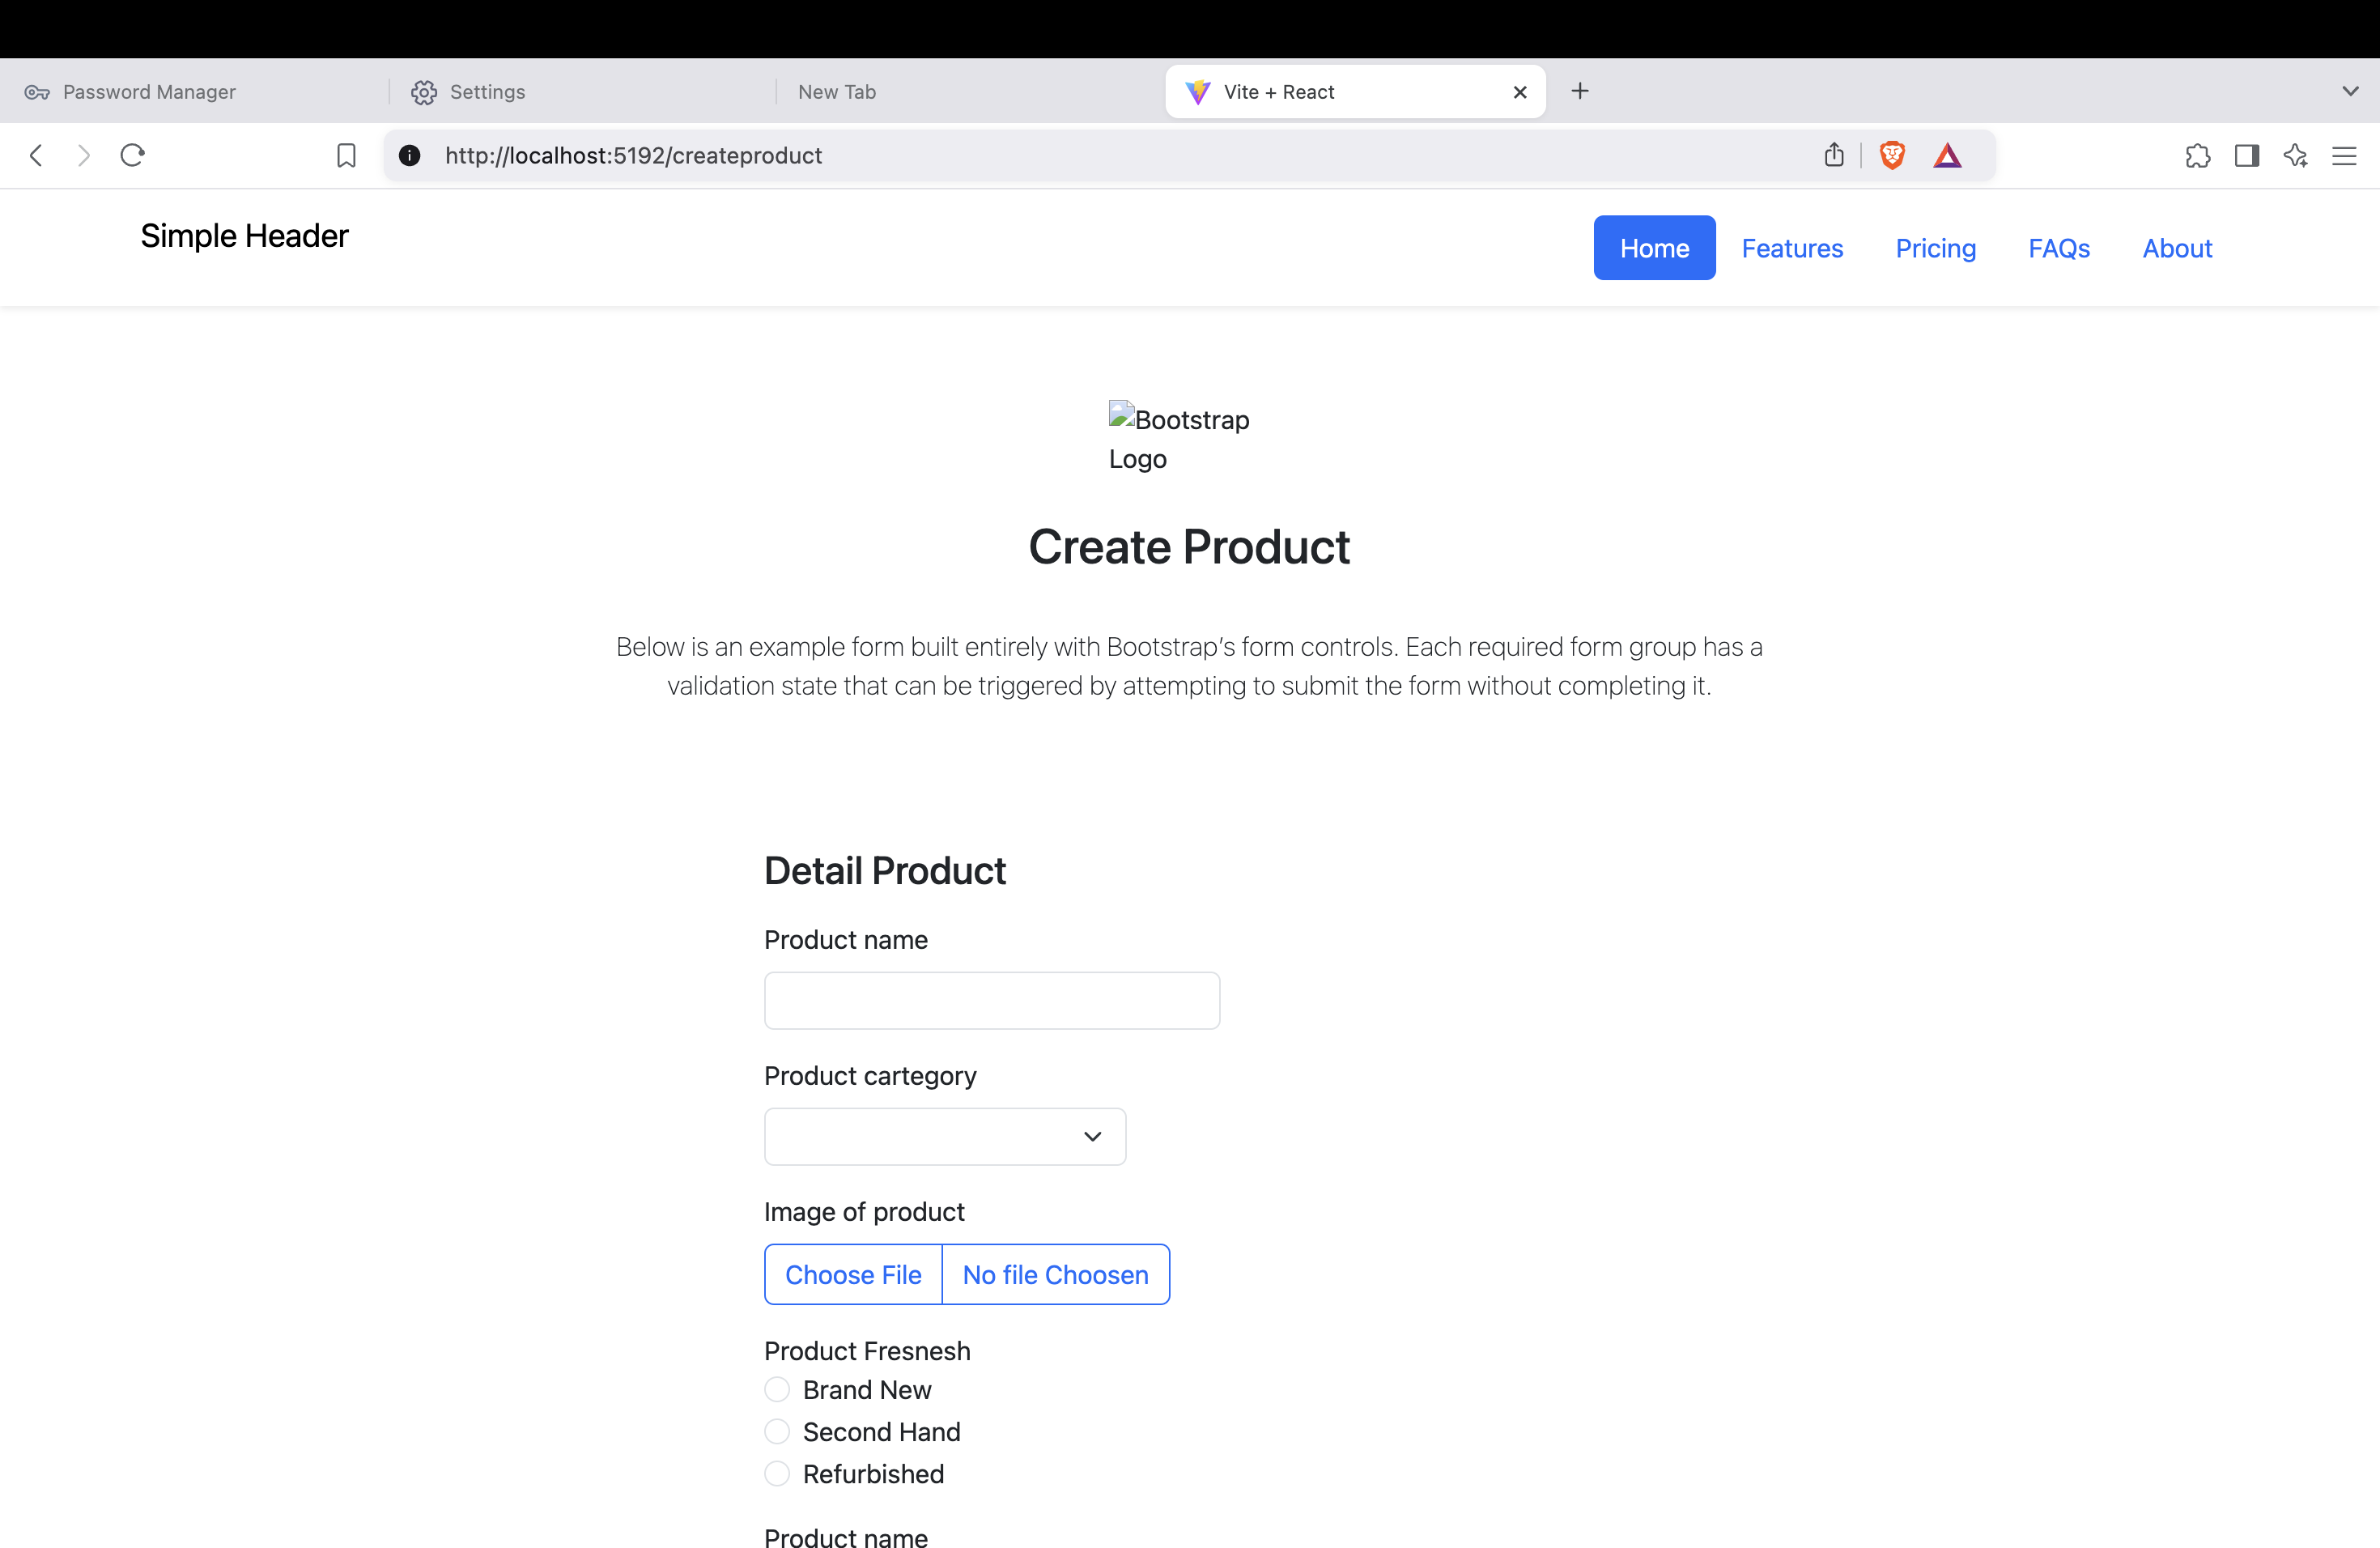 Password Manager
Settings
New Tab
Vite + React
http://localhost:5192/createproduct
Simple Header
Home
Features
Pricing
FAQs
About
Bootstrap
Logo
Create Product
Below is an example form built entirely with Bootstrap’s form controls. Each required form group has a
validation state that can be triggered by attempting to submit the form without completing it.
Detail Product
Product name
Product cartegory
Image of product
Choose File
No file Choosen
Product Fresnesh
Brand New
Second Hand
Refurbished
Product name